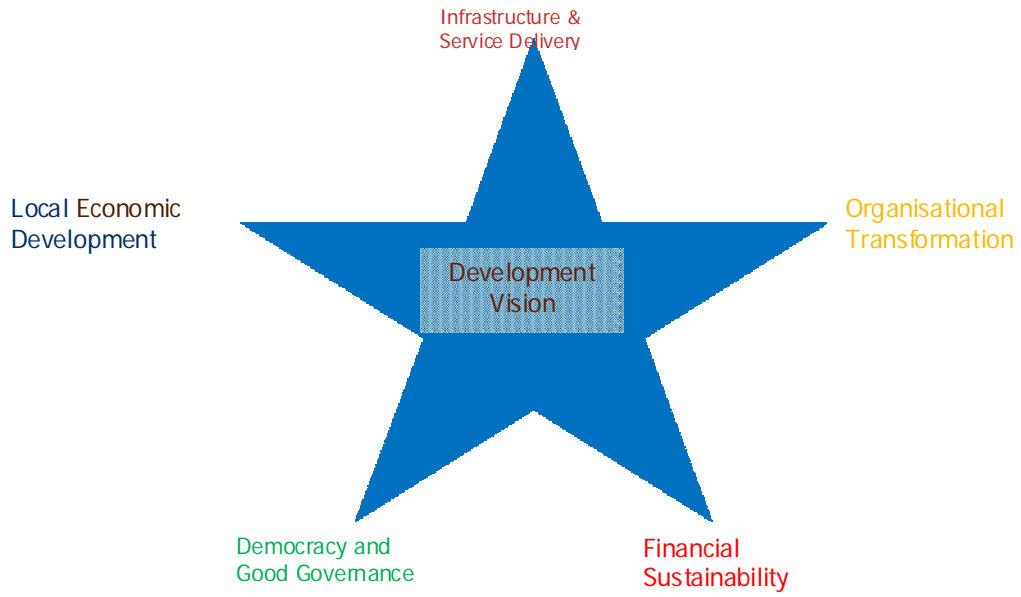 Infrastructure &
Service Delivery
Local Economic
Development
Organisational
Transformation
Development
Vision
Democracy and
Good Governance
Financial
Sustainability